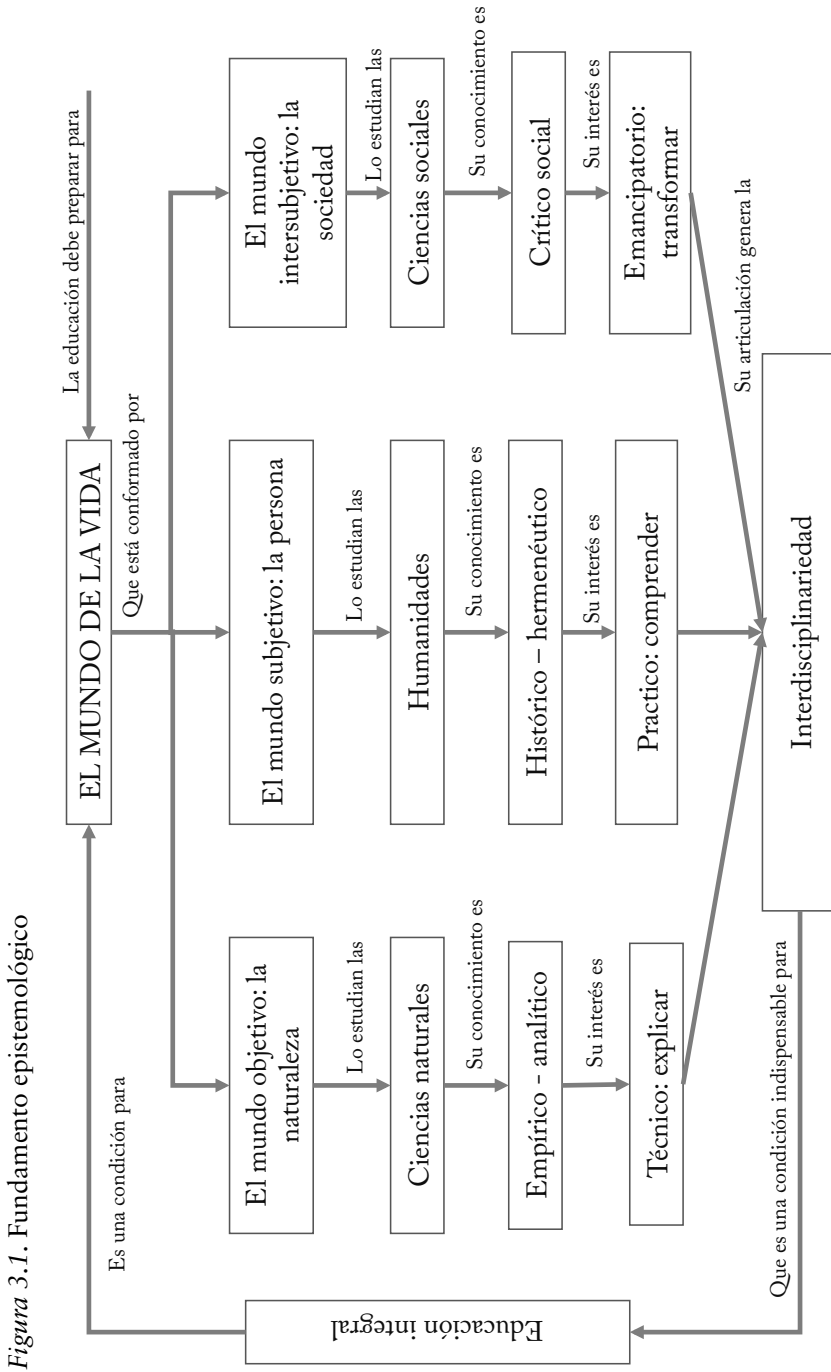 Figura 3.1. Fundamento epistemológico
La educación debe preparar para
EL MUNDO DE LA VIDA
Es una condición para
Que está conformado por
El mundo objetivo: la
naturaleza
Lo estudian las
Ciencias naturales
Su conocimiento es
Empírico - analítico
Su interés es
Técnico: explicar
El mundo subjetivo: la persona
Lo estudian las
Humanidades
Su conocimiento es
Histórico – hermenéutico
Su interés es
Practico: comprender
El mundo
intersubjetivo: la
sociedad
Lo estudian las
Ciencias sociales
Su conocimiento es
Crítico social
Su interés es
Emancipatorio:
transformar
Su articulación genera la
Interdisciplinariedad
Que es una condición indispensable para
Educación integral